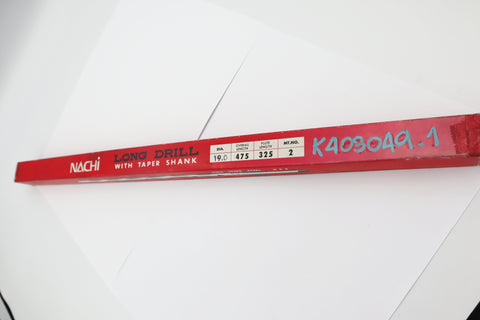 NACHi
LONG DRILL
WITH TAPER SHANK
DIA. OVERALL LENGTH FLUTE LENGTH MT.NO.
19.0 475 325 2
K409049-1